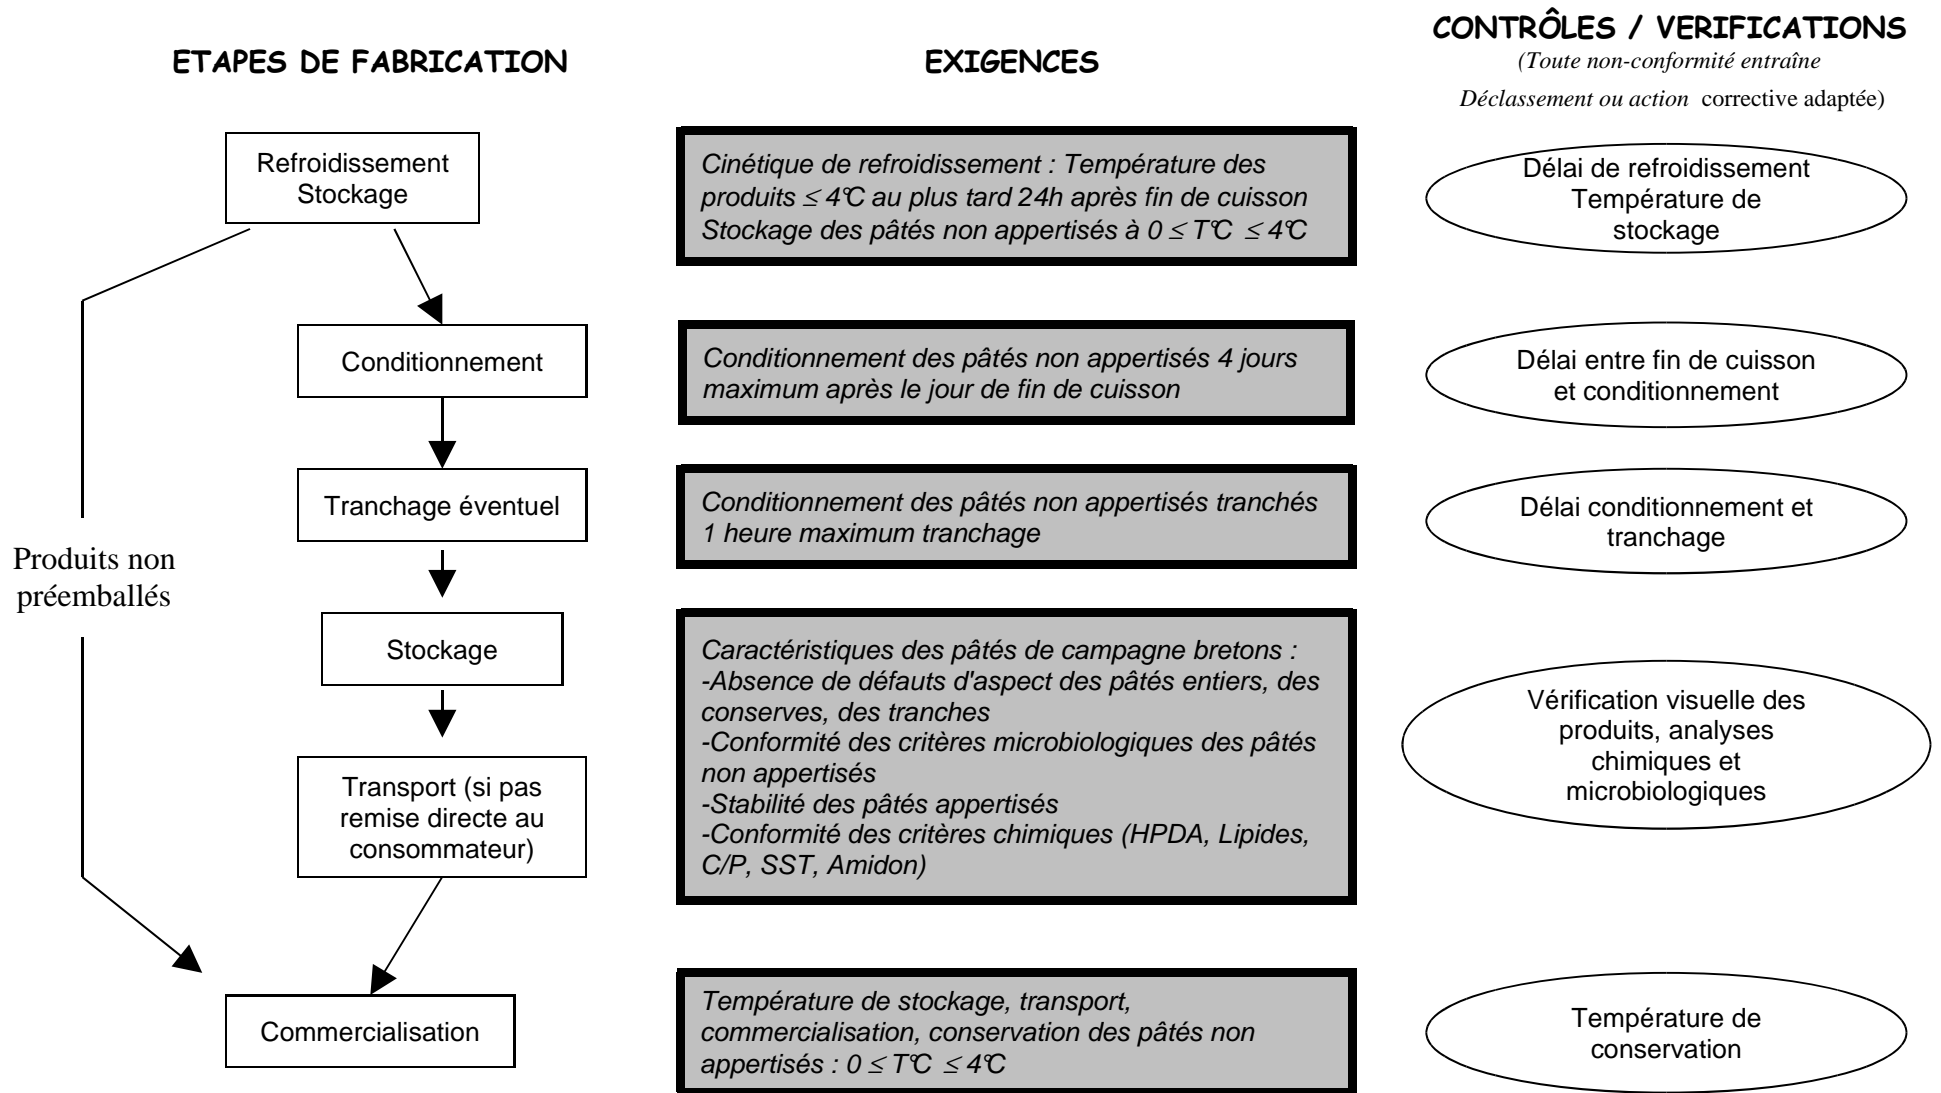 ETAPES DE FABRICATION
EXIGENCES
CONTRÔLES / VERIFICATIONS
(Toute non-conformité entraîne
Déclassement ou action corrective adaptée)
Refroidissement
Stockage
Cinétique de refroidissement : Température des
produits ≤ 4°C au plus tard 24h après fin de cuisson
Stockage des pâtés non appertisés à 0 ≤ T°C ≤ 4°C
Délai de refroidissement
Température de
stockage
Conditionnement
Conditionnement des pâtés non appertisés 4 jours
maximum après le jour de fin de cuisson
Délai entre fin de cuisson
et conditionnement
Tranchage éventuel
Conditionnement des pâtés non appertisés tranchés
1 heure maximum tranchage
Délai conditionnement et
tranchage
Produits non
préemballés
Stockage
Transport (si pas
remise directe au
consommateur)
Caractéristiques des pâtés de campagne bretons :
-Absence de défauts d'aspect des pâtés entiers, des
conserves, des tranches
-Conformité des critères microbiologiques des pâtés
non appertisés
-Stabilité des pâtés appertisés
-Conformité des critères chimiques (HPDA, Lipides,
C/P, SST, Amidon)
Vérification visuelle des
produits, analyses
chimiques et
microbiologiques
Commercialisation
Température de stockage, transport,
commercialisation, conservation des pâtés non
appertisés : 0 ≤ T°C ≤ 4°C
Température de
conservation